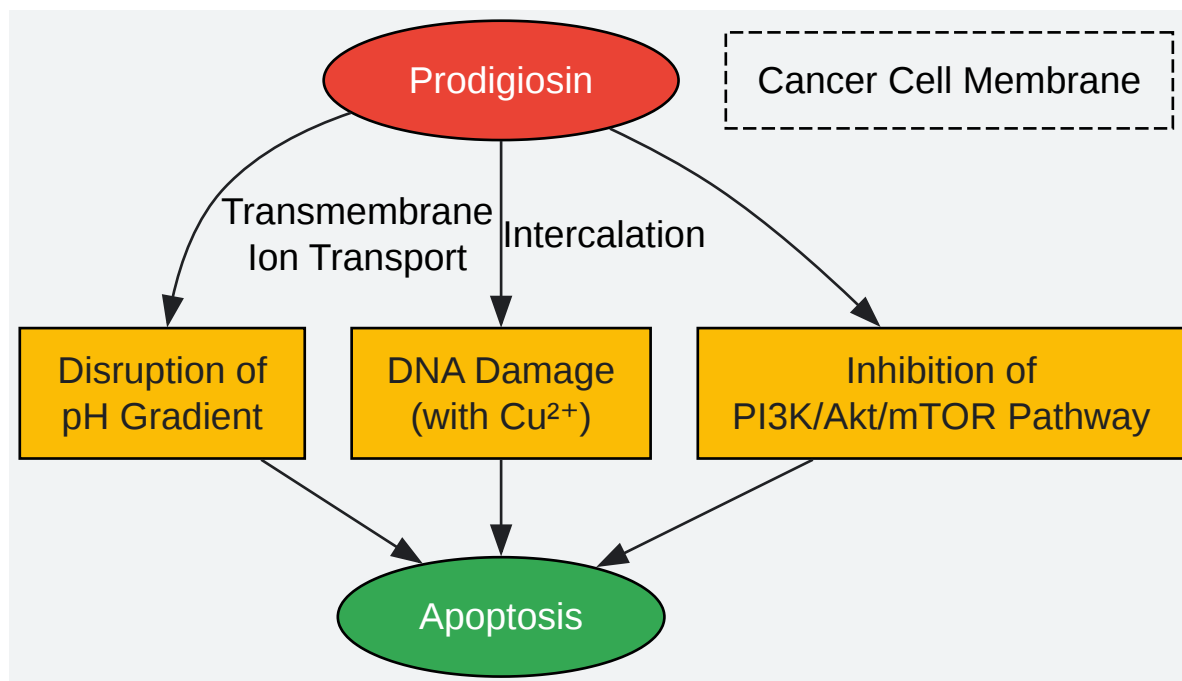 Prodigiosin
Cancer Cell Membrane
Transmembrane
Ion Transport
Intercalation
Disruption of
pH Gradient
DNA Damage
(with Cu²⁺)
Inhibition of
PI3K/Akt/mTOR Pathway
Apoptosis